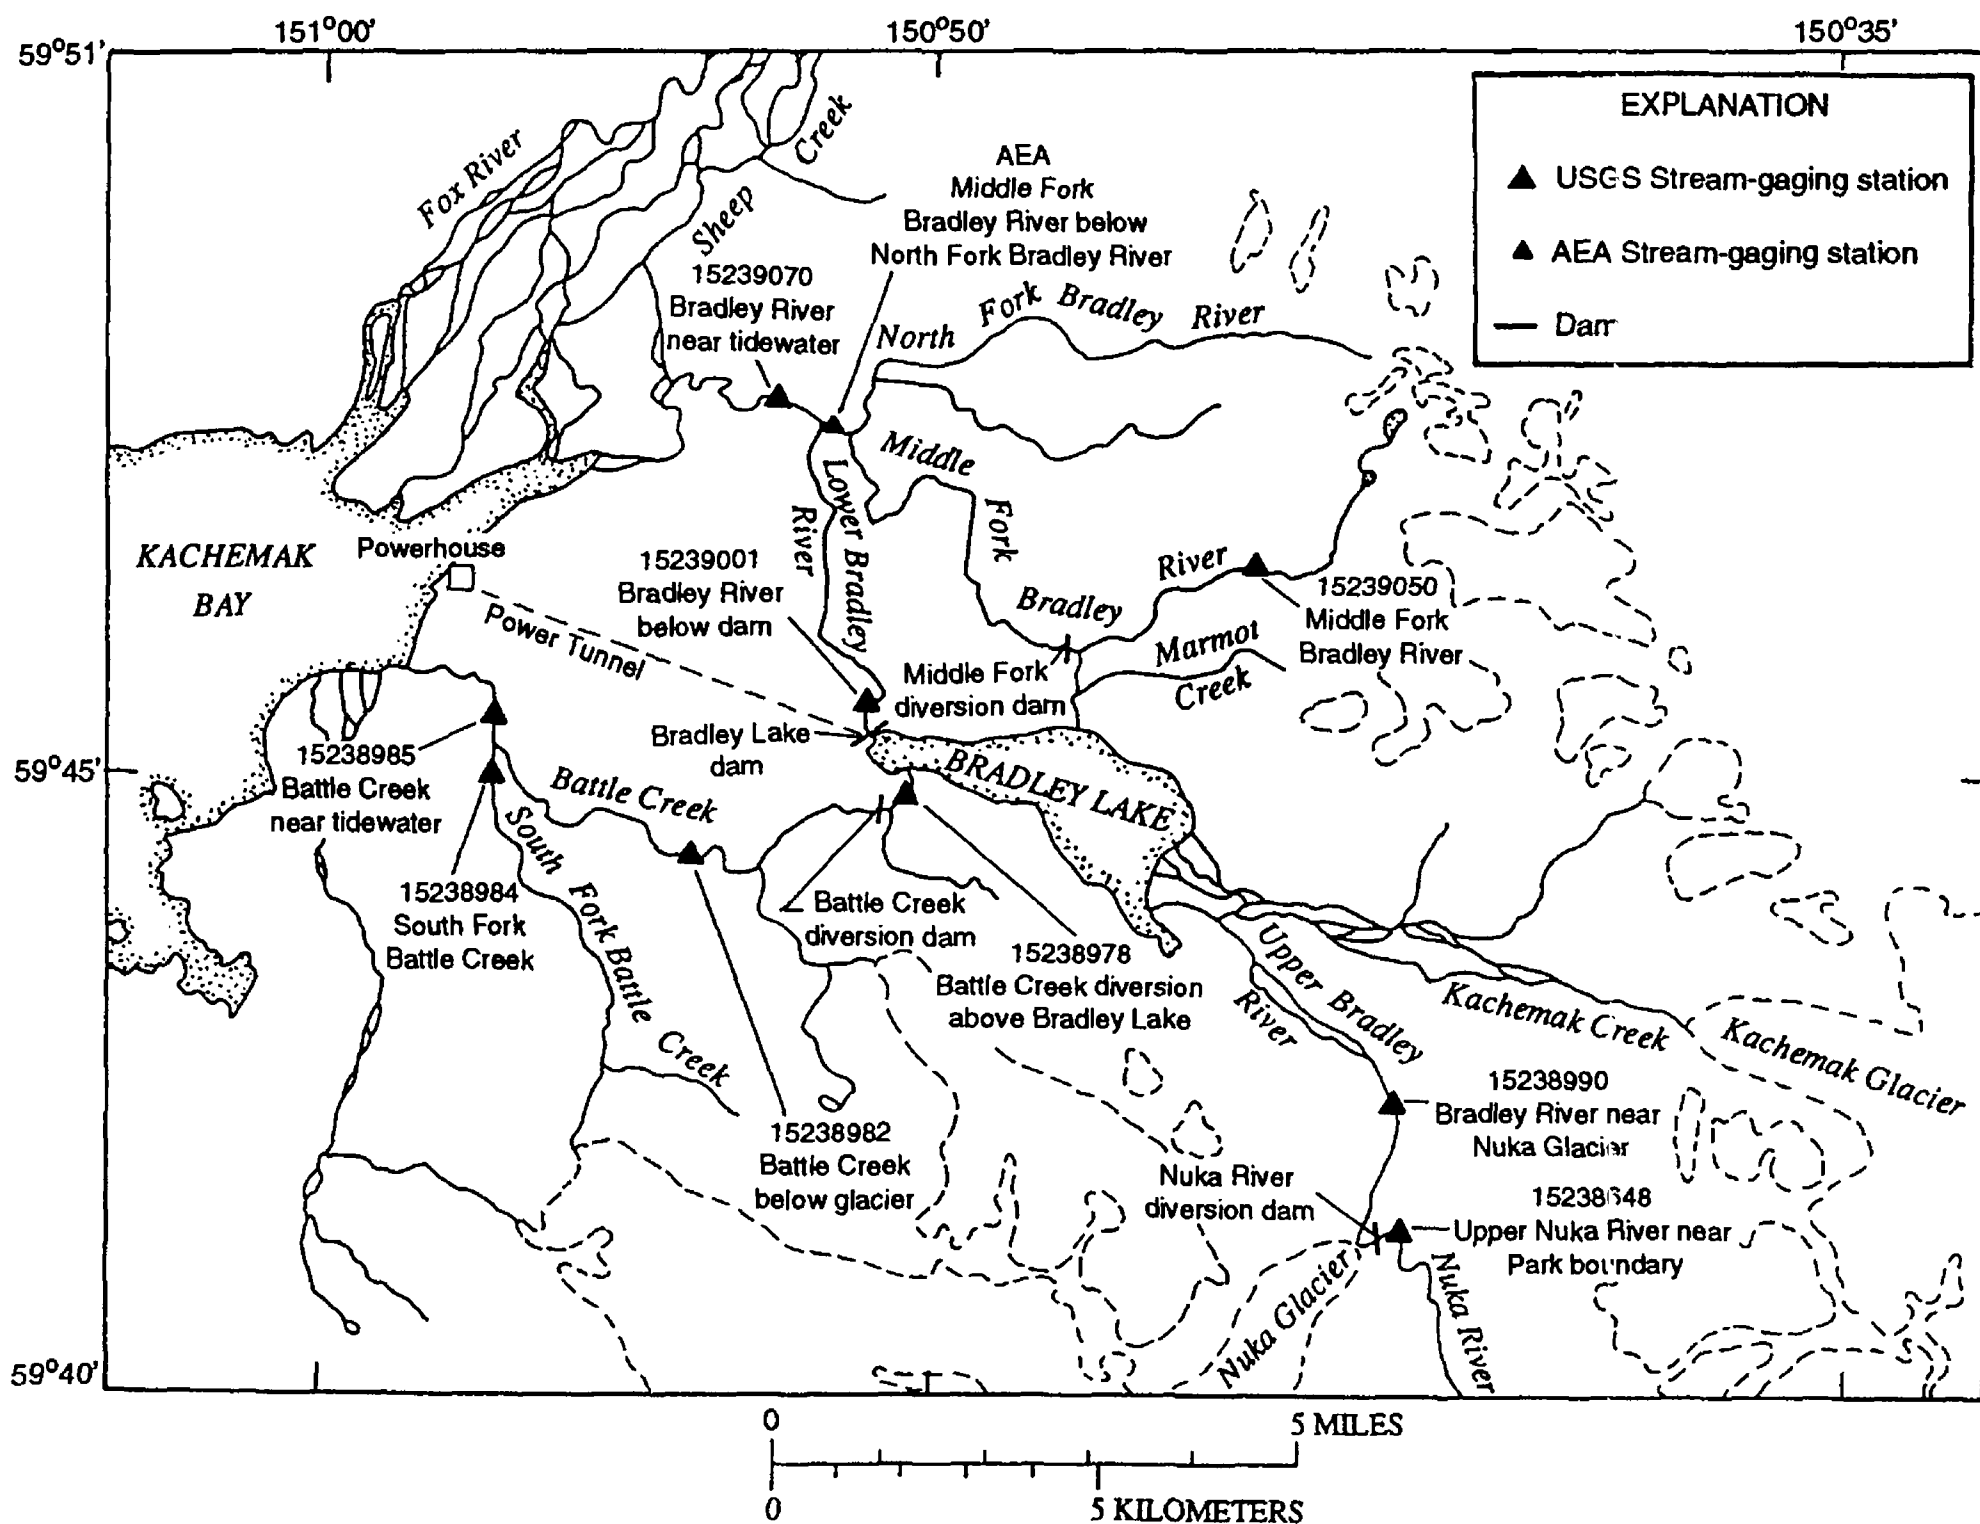 151°00'
150°50'
150°35'
59°51'
EXPLANATION
USGS Stream-gaging station
AEA Stream-gaging station
Dam
Fox River
Sheep Creek
AEA
Middle Fork
Bradley River below
North Fork Bradley River
15239070
Bradley River
near tidewater
North Fork Bradley River
Middle Fork Bradley River
Lower Bradley
River
KACHEMAK
BAY
Powerhouse
Power Tunnel
15239001
Bradley River
below dam
15239050
Middle Fork
Bradley River
Marmot
Creek
Middle Fork
diversion dam
Bradley Lake
dam
BRADLEY LAKE
59°45'
15238985
Battle Creek
near tidewater
Battle Creek
15238984
South Fork
Battle Creek
South Fork Battle Creek
Battle Creek
diversion dam
15238978
Battle Creek diversion
above Bradley Lake
Upper Bradley
River
Kachemak Creek
Kachemak Glacier
15238990
Bradley River near
Nuka Glacier
15238982
Battle Creek
below glacier
Nuka River
diversion dam
15238648
Upper Nuka River near
Park boundary
Nuka Glacier
Nuka River
59°40'
0
5 MILES
0
5 KILOMETERS